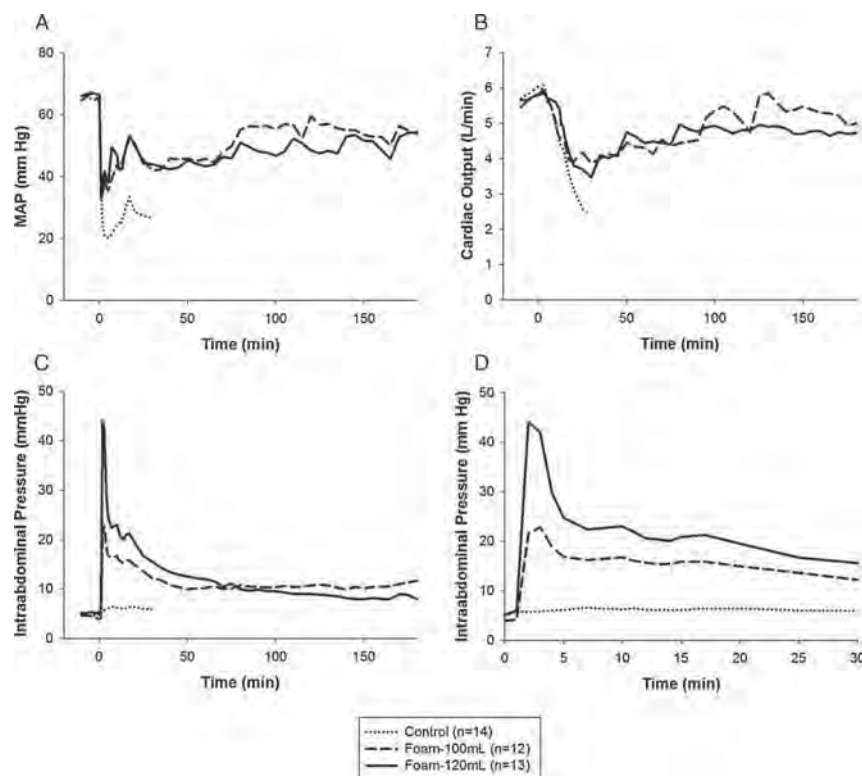 A
MAP (mm Hg)
80
60
40
20
0
0 50 100 150
Time (min)
B
Cardiac Output (L/min)
7
6
5
4
3
2
1
0
0 50 100 150
Time (min)
C
Intraabdominal Pressure (mmHg)
50
40
30
20
10
0
0 50 100 150
Time (min)
D
Intraabdominal Pressure (mm Hg)
50
40
30
20
10
0
0 5 10 15 20 25 30
Time (min)
Control (n=14)
Foam-100mL (n=12)
Foam-120mL (n=13)